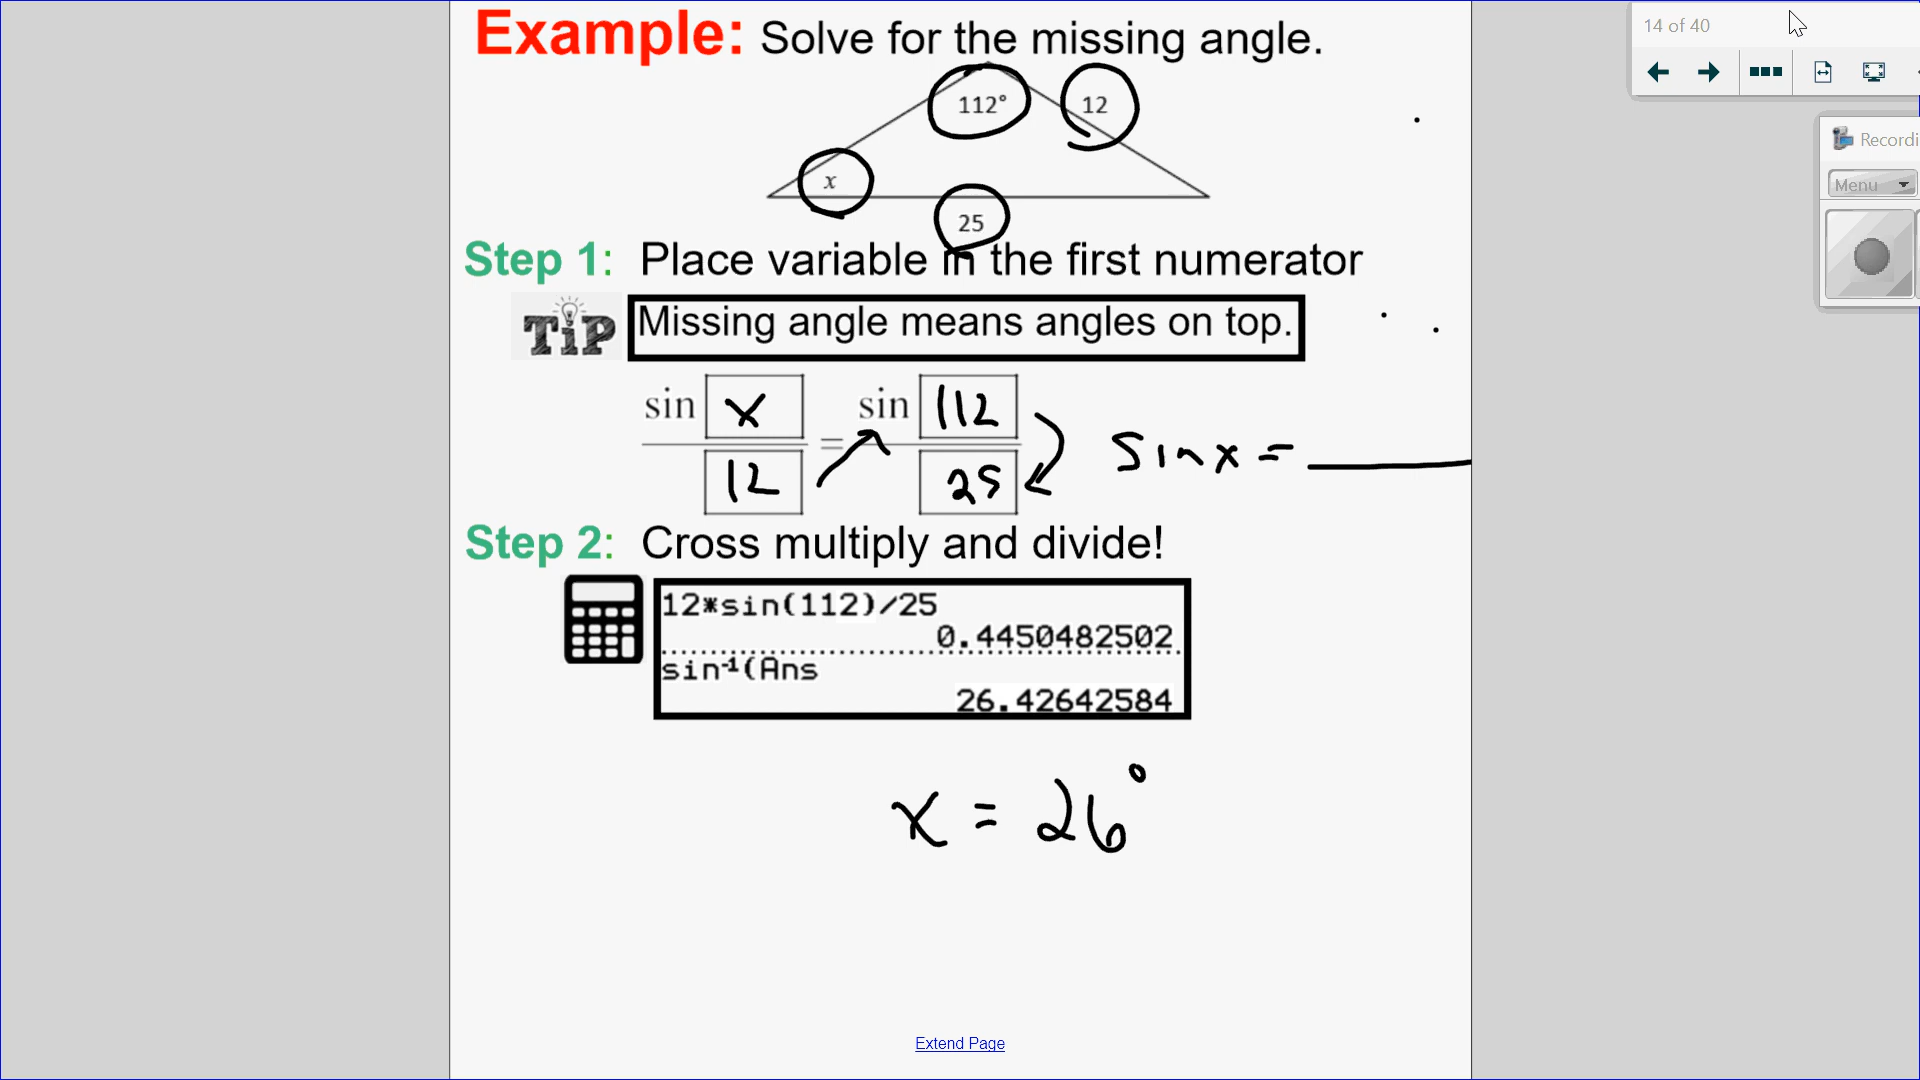 Example: Solve for the missing angle.
14 of 40
112° 12
x
25
Recordi
Menu
Step 1: Place variable in the first numerator
TiP Missing angle means angles on top.
sin x = sin 112
12 25
sin x =
Step 2: Cross multiply and divide!
12*sin(112)/25
0.4450482502
sin⁻¹(Ans
26.42642584
x = 26°
Extend Page